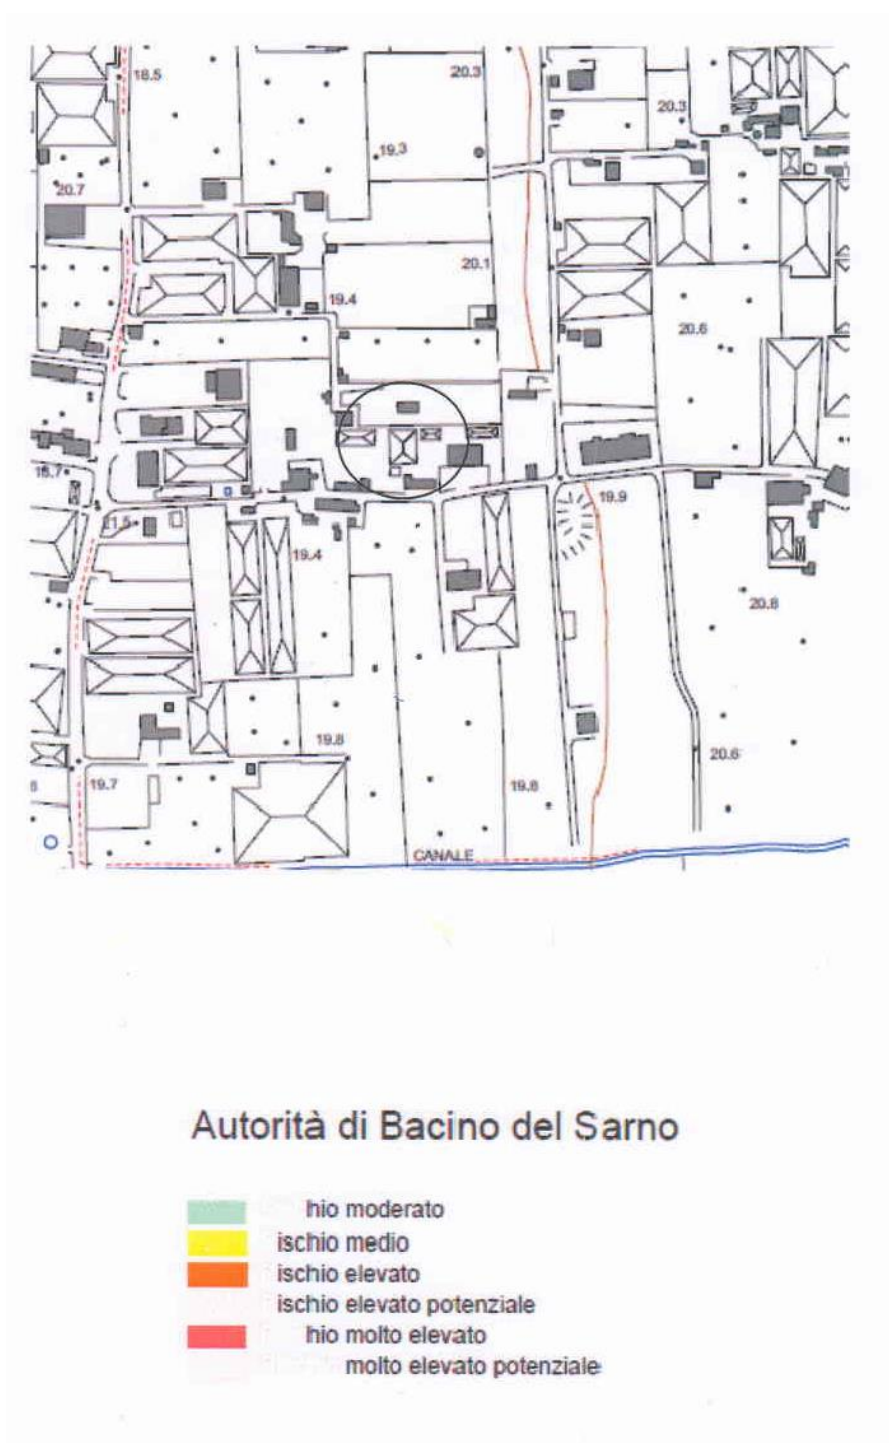 18.5
20.3
20.3
19.3
20.7
20.1
19.4
20.6
19.9
21.5
19.4
20.8
19.8
20.6
19.7
19.8
CANALE
Autorità di Bacino del Sarno
hio moderato
ischio medio
ischio elevato
ischio elevato potenziale
hio molto elevato
molto elevato potenziale